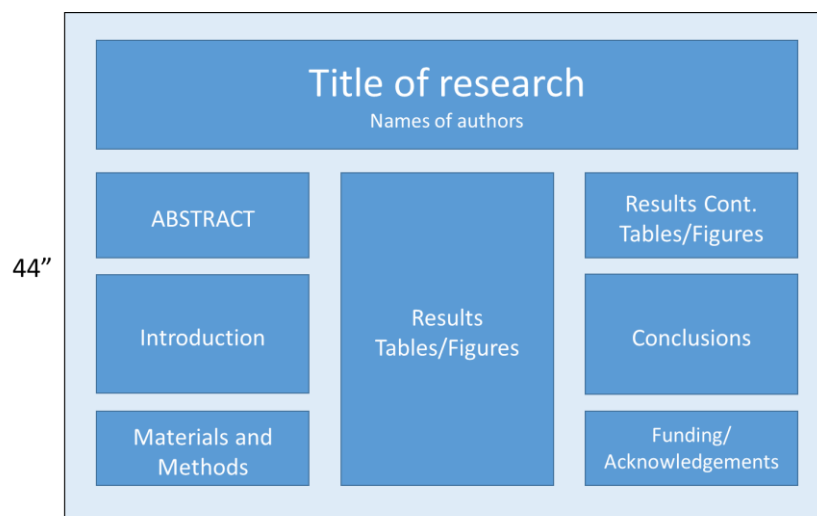 Title of research
Names of authors
44”
ABSTRACT
Introduction
Materials and
Methods
Results
Tables/Figures
Results Cont.
Tables/Figures
Conclusions
Funding/
Acknowledgements